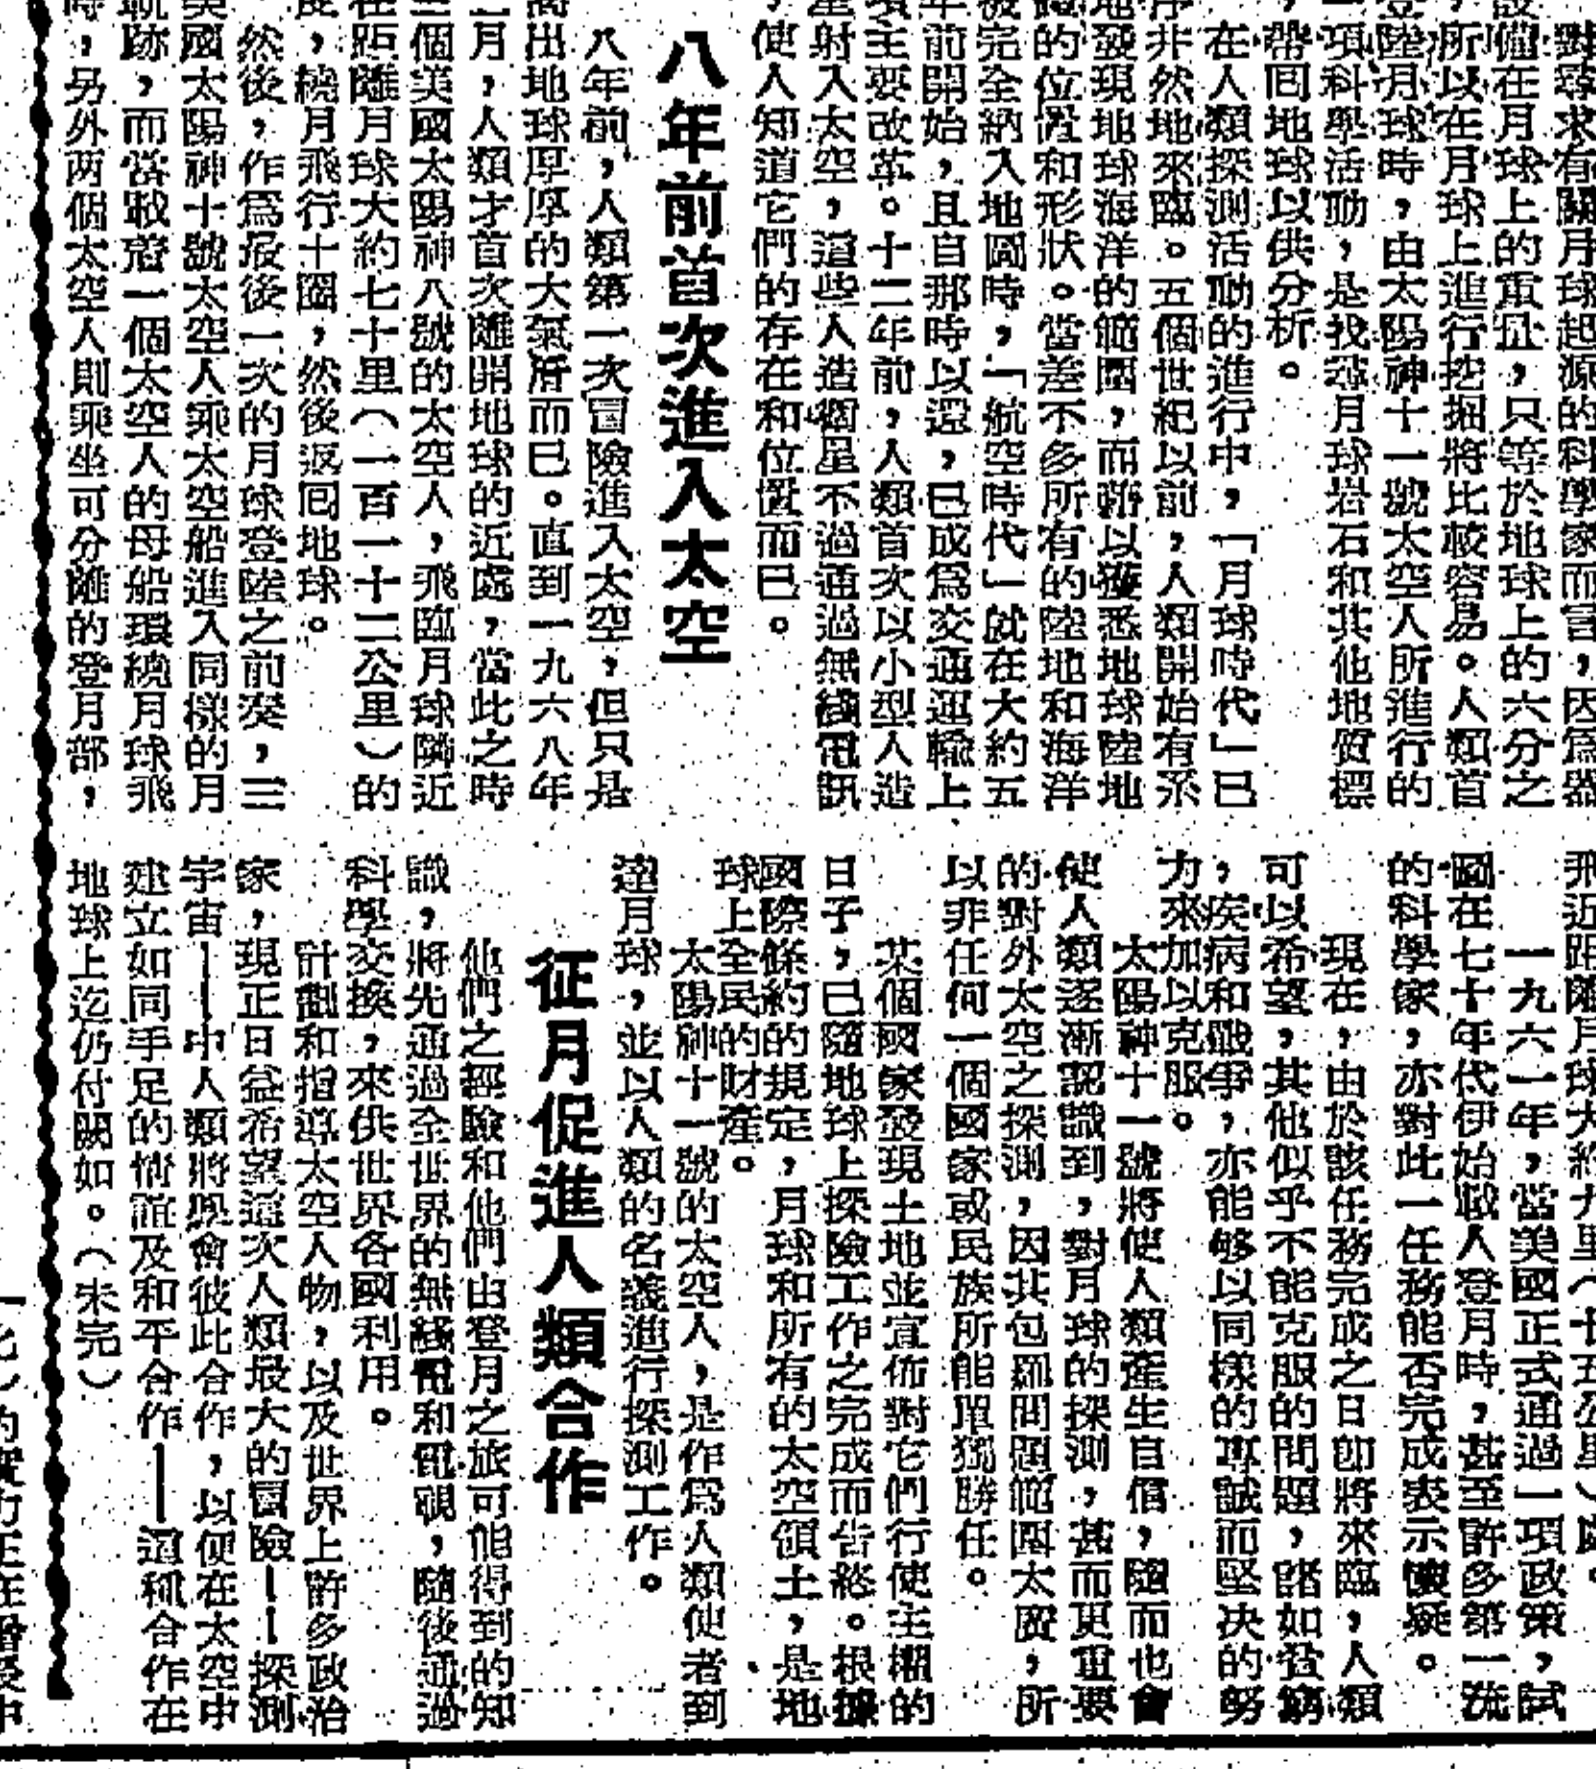 對尋求有關月球起源的科學家而言，因爲器
設僅在月球上的重量，只等於地球上的六分之
，所以在月球上進行挖掘將比較容易。人類首
登陸月球時，由太陽神十一號太空人所進行的
一項科學活動，是找尋月球岩石和其他地質標
，帶囘地球以供分析。
在人類探測活動的進行中，「月球時代」已
序非然地來臨。五個世紀以前，人類開始有系
地發現地球海洋的範圍，而藉以獲悉地球陸地
的位置和形狀。當差不多所有的陸地和海洋
被完全納入地圖時，「航空時代」就在大約五
年前開始，且自那時以還，已成爲交通運輸上
項主要改革。十二年前，人類首次以小型人造
星射入太空，這些人造衛星不過通過無綫電訊
，使人知道它們的存在和位置而已。
八年前首次進入太空
八年前，人類第一次冒險進入太空，但只是
高出地球厚厚的大氣層而已。直到一九六八年
月，人類才首次離開地球的近處，當此之時
三個美國太陽神八號的太空人，飛臨月球隣近
在距離月球大約七十里（一百一十二公里）的
度，繞月飛行十圈，然後返囘地球。
然後，作爲最後一次的月球登陸之前奏，三
美國太陽神十號太空人乘太空船進入同樣的月
軌跡，而當載着一個太空人的母船環繞月球飛
時，另外两個太空人則乘坐可分離的登月部，
飛近距離月球大約九里（十五公里）處。
一九六一年，當美國正式通過一項政策，試
圖在七十年代伊始載人登月時，甚至許多第一流
的科學家，亦對此一任務能否完成表示懷疑。
現在，由於該任務完成之日卽將來臨，人類
可以希望，其他似乎不能克服的問題，諸如貧窮
，疾病和戰爭，亦能够以同樣的專誠而堅决的努
力來加以克服。
太陽神十一號將使人類產生自信，隨而也會
使人類逐漸認識到，對月球的探測，甚而更重要
的對外太空之探測，因其包羅問題範圍太廣，所
以非任何一個國家或民族所能單獨勝任。
某個國家發現土地並宣佈對它們行使主權的
日子，已隨地球上探險工作之完成而告終。根據
國際條約的規定，月球和所有的太空領土，是地
球上全民的財產。
太陽神十一號的太空人，是作爲人類使者到
達月球，並以人類的名義進行探測工作。
征月促進人類合作
他們之經驗和他們由登月之旅可能得到的知
識，將先通過全世界的無綫電和電視，隨後通過
科學交換，來供世界各國利用。
計劃和指導太空人物，以及世界上許多政治
家，現正日益希望這次人類最大的冒險——探測
宇宙——中人類將學會彼此合作，以便在太空中
建立如同手足的情誼及和平合作——這種合作在
地球上迄仍付闕如。（未完）